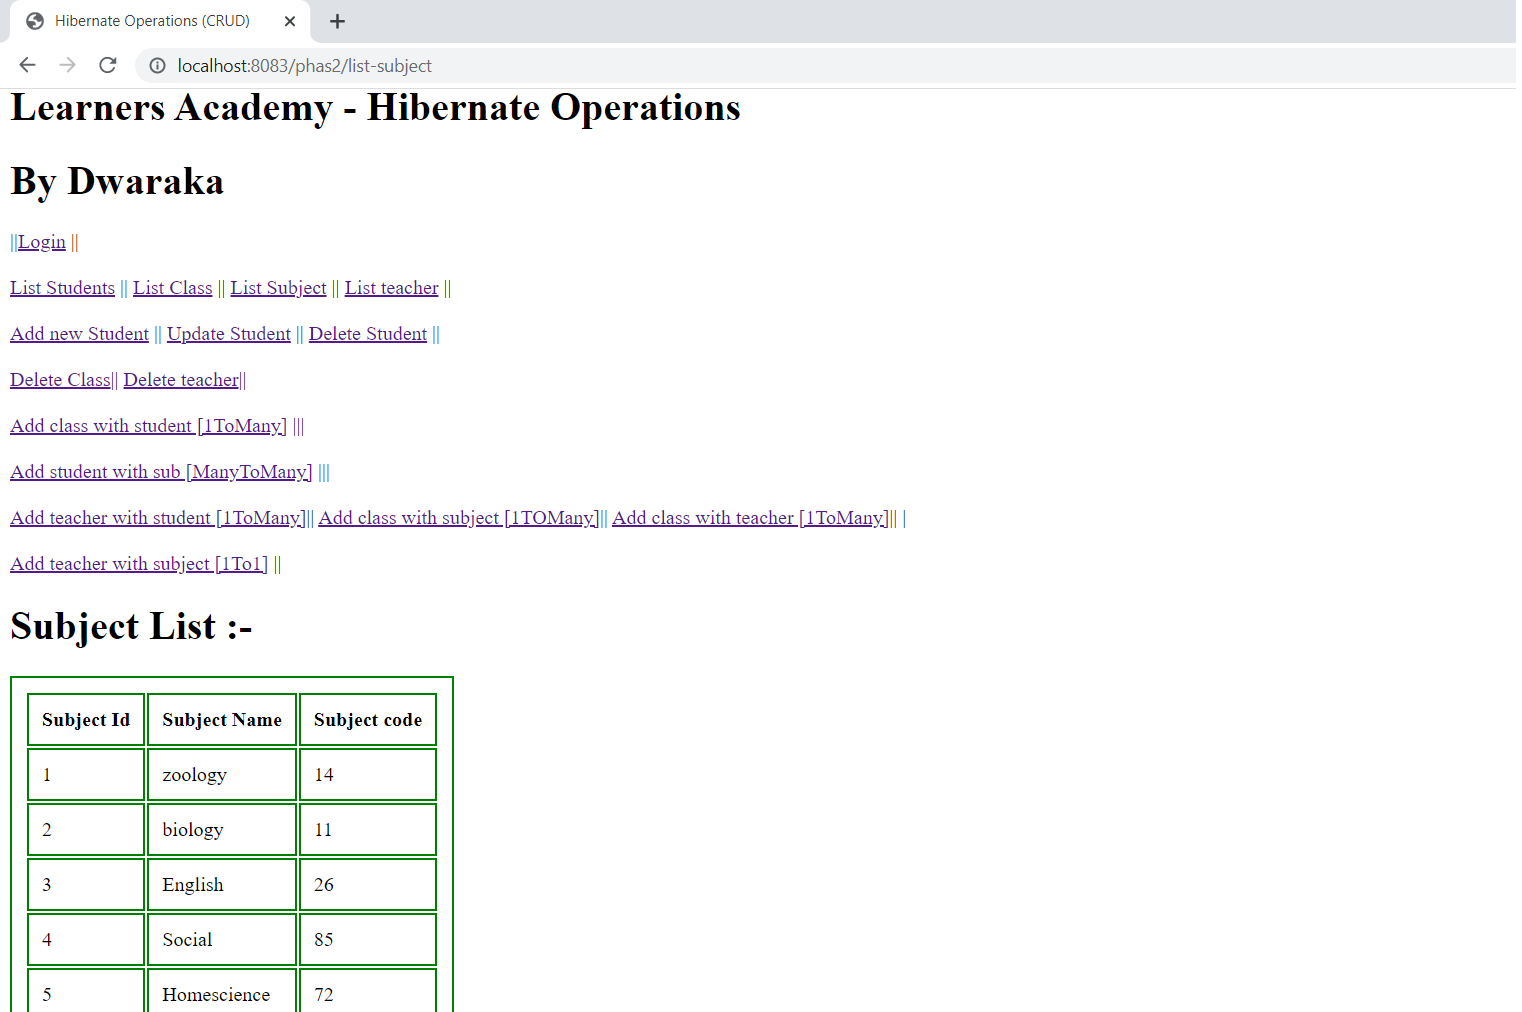 Hibernate Operations (CRUD)
localhost:8083/phas2/list-subject
Learners Academy - Hibernate Operations
By Dwaraka
||Login ||
List Students || List Class || List Subject || List teacher ||
Add new Student || Update Student || Delete Student ||
Delete Class|| Delete teacher||
Add class with student [1ToMany] |||
Add student with sub [ManyToMany] |||
Add teacher with student [1ToMany]|| Add class with subject [1TOMany]|| Add class with teacher [1ToMany]|| |
Add teacher with subject [1To1] ||
Subject List :-
Subject Id Subject Name Subject code
1 zoology 14
2 biology 11
3 English 26
4 Social 85
5 Homescience 72